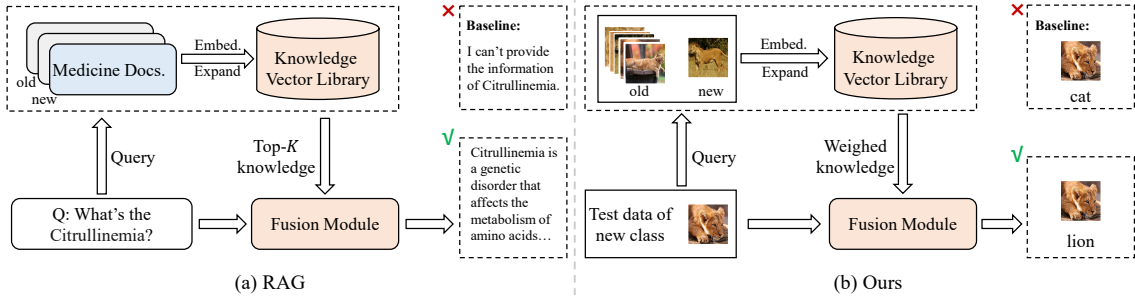 old
new
Medicine Docs.
Embed.
Expand
Knowledge
Vector Library
Query
Top-K
knowledge
Q: What's the
Citrullinemia?
Fusion Module
×
Baseline:
I can't provide
the information
of Citrullinemia.
√
Citrullinemia is
a genetic
disorder that
affects the
metabolism of
amino acids…
(a) RAG
old
new
Embed.
Expand
Knowledge
Vector Library
Query
Weighed
knowledge
Test data of
new class
Fusion Module
×
Baseline:
cat
√
lion
(b) Ours